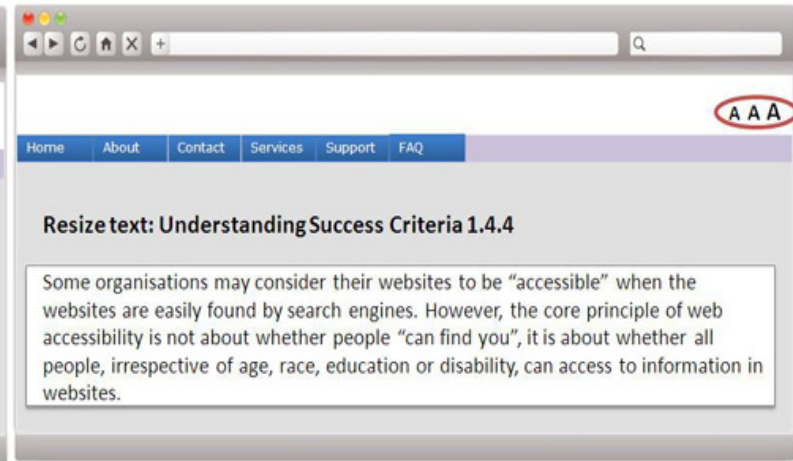 A A A
Home About Contact Services Support FAQ
Resize text: Understanding Success Criteria 1.4.4
Some organisations may consider their websites to be “accessible” when the
websites are easily found by search engines. However, the core principle of web
accessibility is not about whether people “can find you”, it is about whether all
people, irrespective of age, race, education or disability, can access to information in
websites.